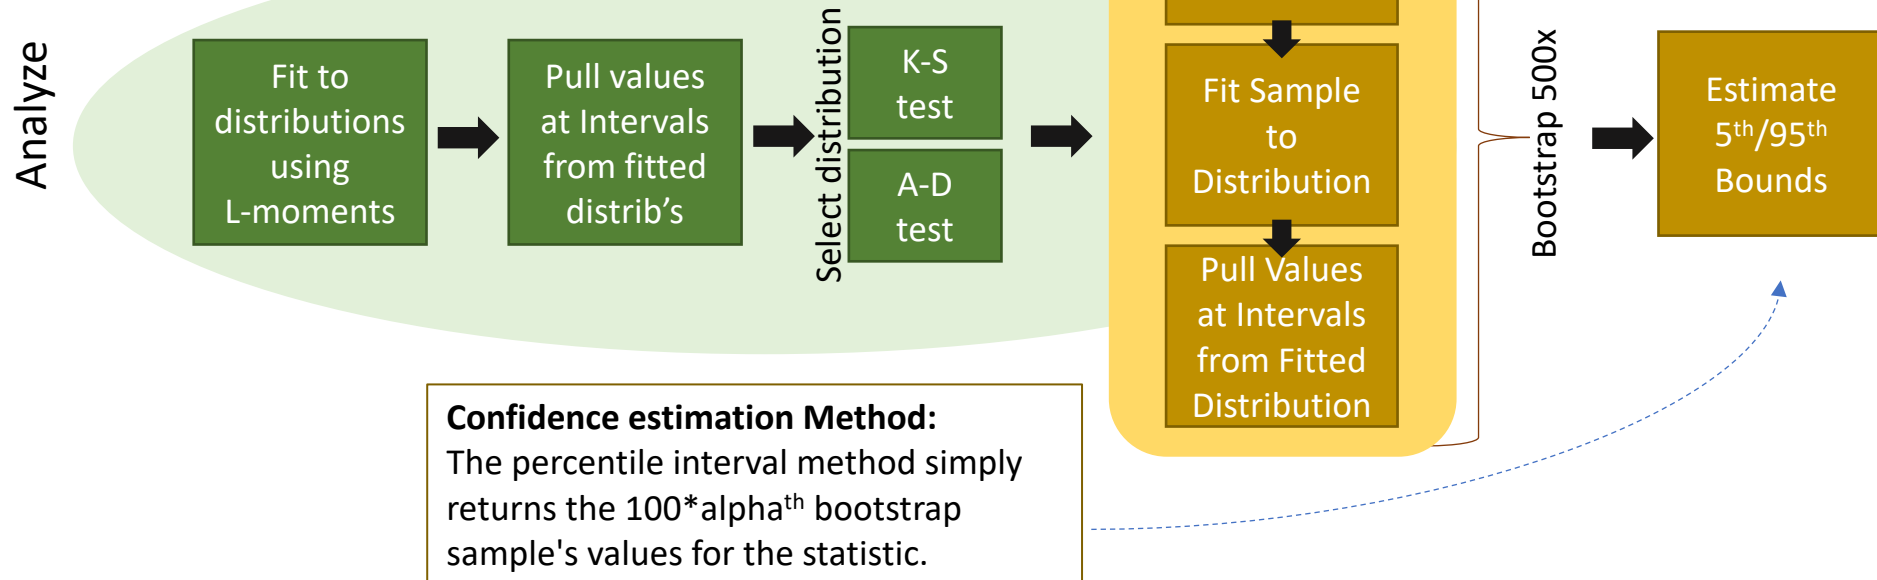 Analyze
Fit to
distributions
using
L-moments
Pull values
at Intervals
from fitted
distrib’s
Select distribution
K-S
test
A-D
test
Fit Sample
to
Distribution
Pull Values
at Intervals
from Fitted
Distribution
Bootstrap 500x
Estimate
5th/95th
Bounds
Confidence estimation Method:
The percentile interval method simply
returns the 100*alphath bootstrap
sample's values for the statistic.